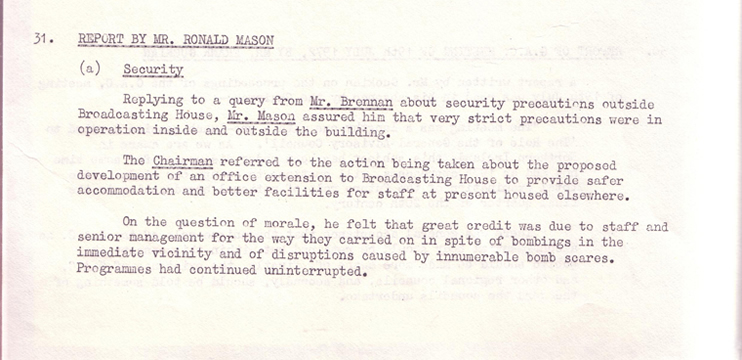 31. REPORT BY MR. RONALD MASON
(a) Security
Replying to a query from Mr. Brennan about security precautions outside
Broadcasting House, Mr. Mason assured him that very strict precautions were in
operation inside and outside the building.
The Chairman referred to the action being taken about the proposed
development of an office extension to Broadcasting House to provide safer
accommodation and better facilities for staff at present housed elsewhere.
On the question of morale, he felt that great credit was due to staff and
senior management for the way they carried on in spite of bombings in the
immediate vicinity and of disruptions caused by innumerable bomb scares.
Programmes had continued uninterrupted.